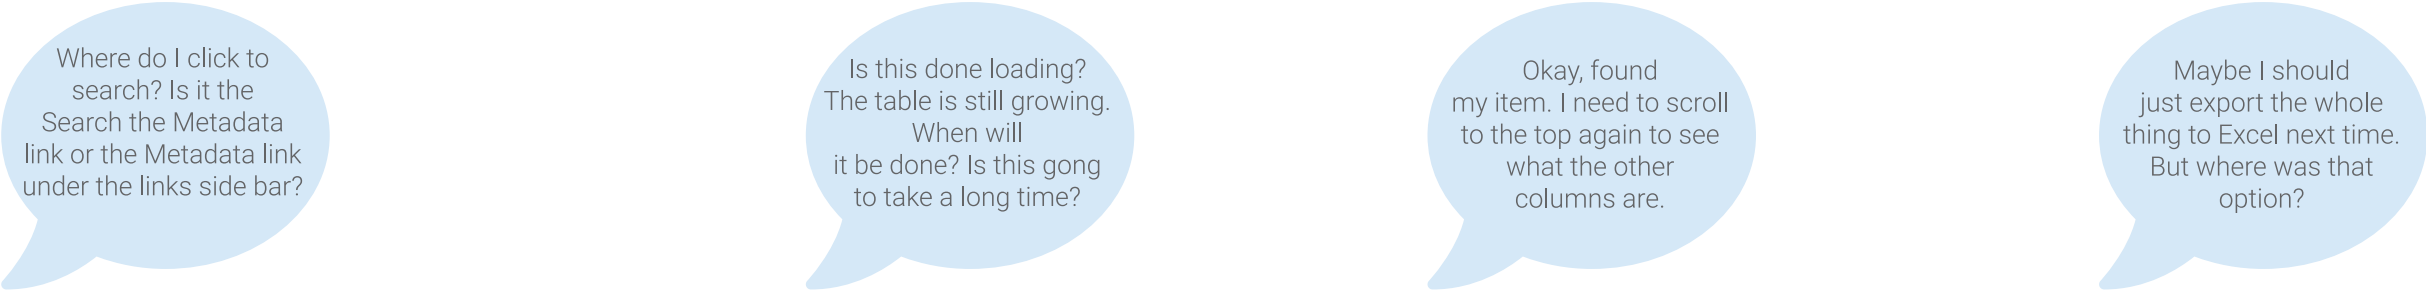 Where do I click to
search? Is it the
Search the Metadata
link or the Metadata link
under the links side bar?
Is this done loading?
The table is still growing.
When will
it be done? Is this gong
to take a long time?
Okay, found
my item. I need to scroll
to the top again to see
what the other
columns are.
Maybe I should
just export the whole
thing to Excel next time.
But where was that
option?